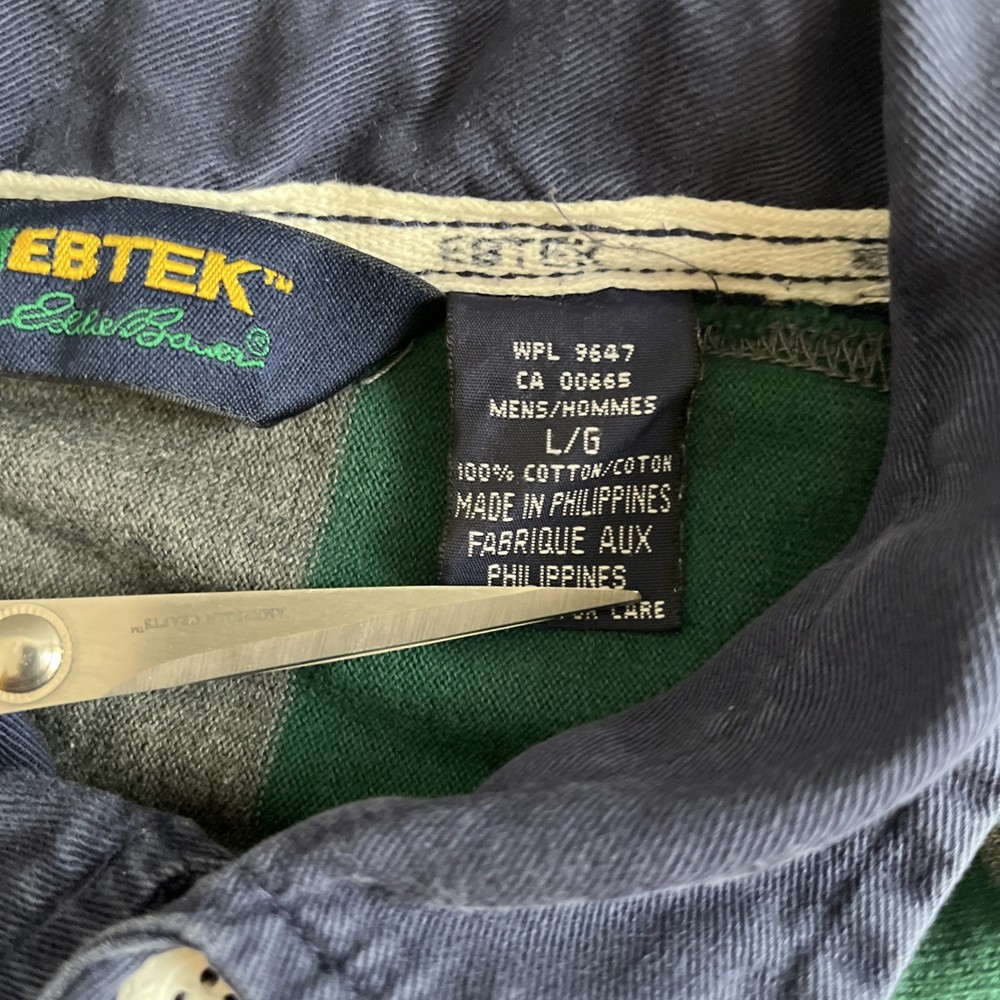 EBTEK™
Eddie Bauer®
EBTEK
WPL 9647
CA 00665
MENS/HOMMES
L/G
100% COTTON/COTON
MADE IN PHILIPPINES
FABRIQUE AUX
PHILIPPINES
FOR CARE